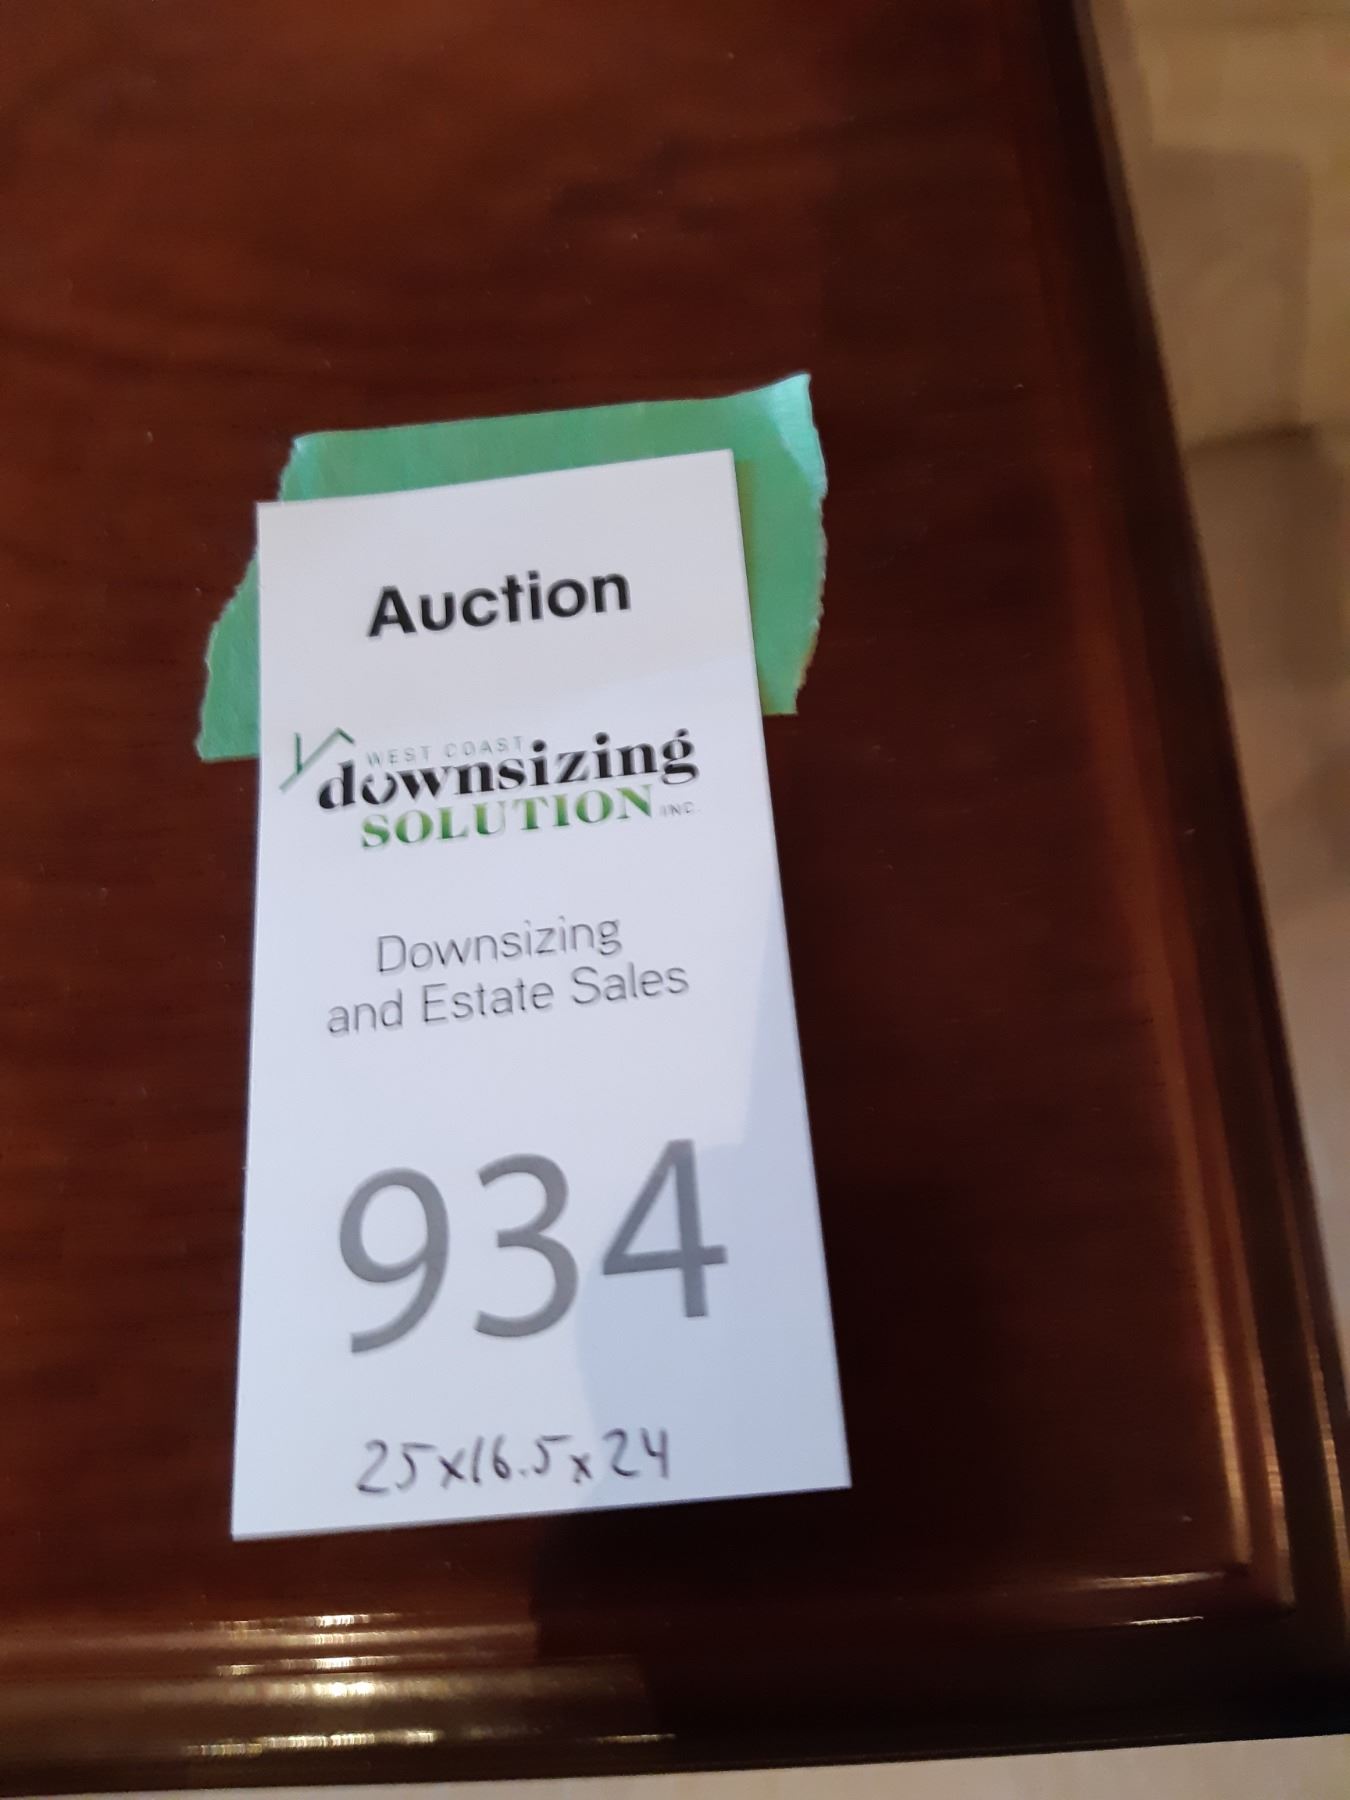 Auction
WEST COAST
downsizing
SOLUTION INC.
Downsizing
and Estate Sales
934
25x16.5x24